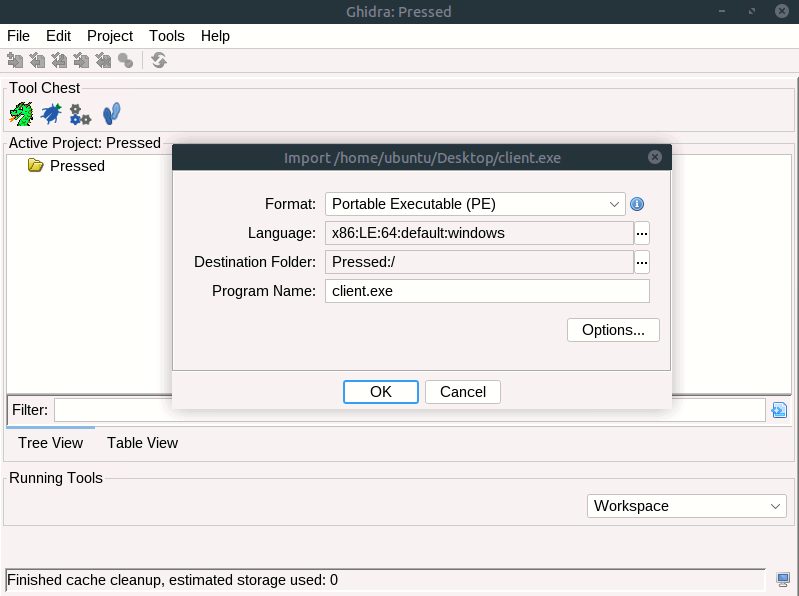 Ghidra: Pressed
File Edit Project Tools Help
Tool Chest
Active Project: Pressed
Pressed
Import /home/ubuntu/Desktop/client.exe
Format: Portable Executable (PE)
Language: x86:LE:64:default:windows ...
Destination Folder: Pressed:/ ...
Program Name: client.exe
Options...
OK Cancel
Filter:
Tree View Table View
Running Tools
Workspace
Finished cache cleanup, estimated storage used: 0